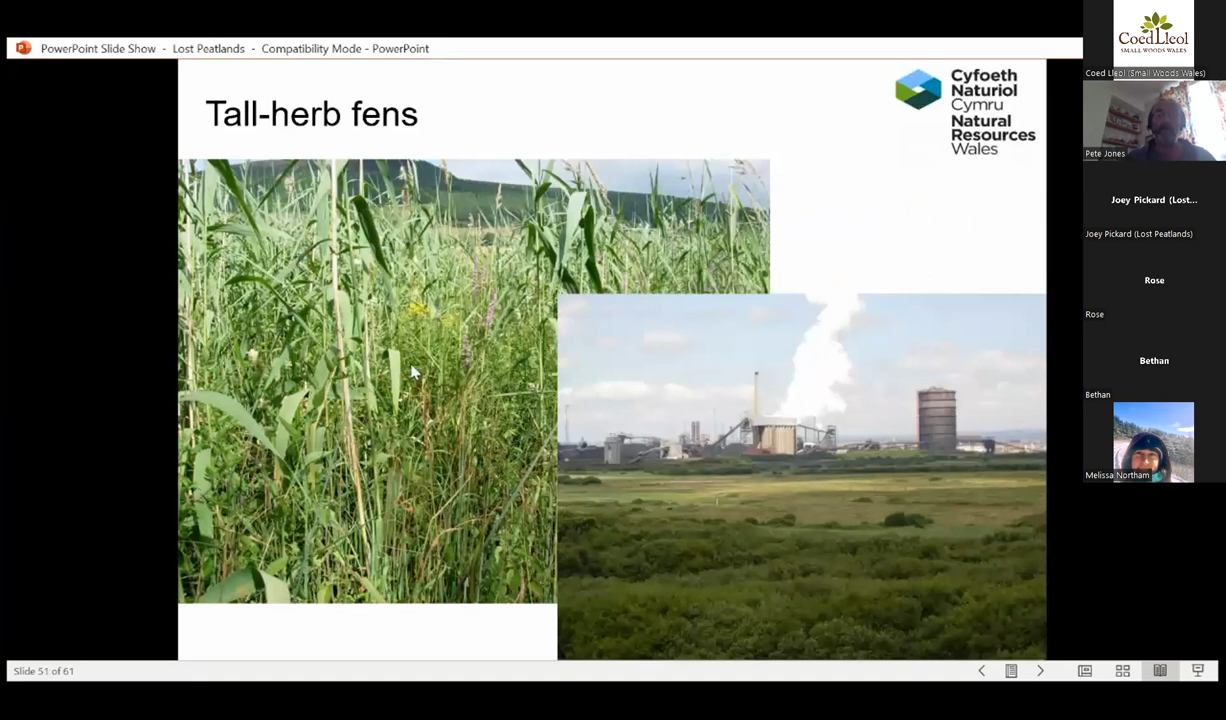 PowerPoint Slide Show - Lost Peatlands - Compatibility Mode - PowerPoint
Tall-herb fens
Cyfoeth
Naturiol
Cymru
Natural
Resources
Wales
Slide 51 of 61
Coed Lleol
SMALL WOODS WALES
Coed Lleol (Small Woods Wales)
Pete Jones
Joey Pickard (Lost...
Joey Pickard (Lost Peatlands)
Rose
Rose
Bethan
Bethan
Melissa Northam